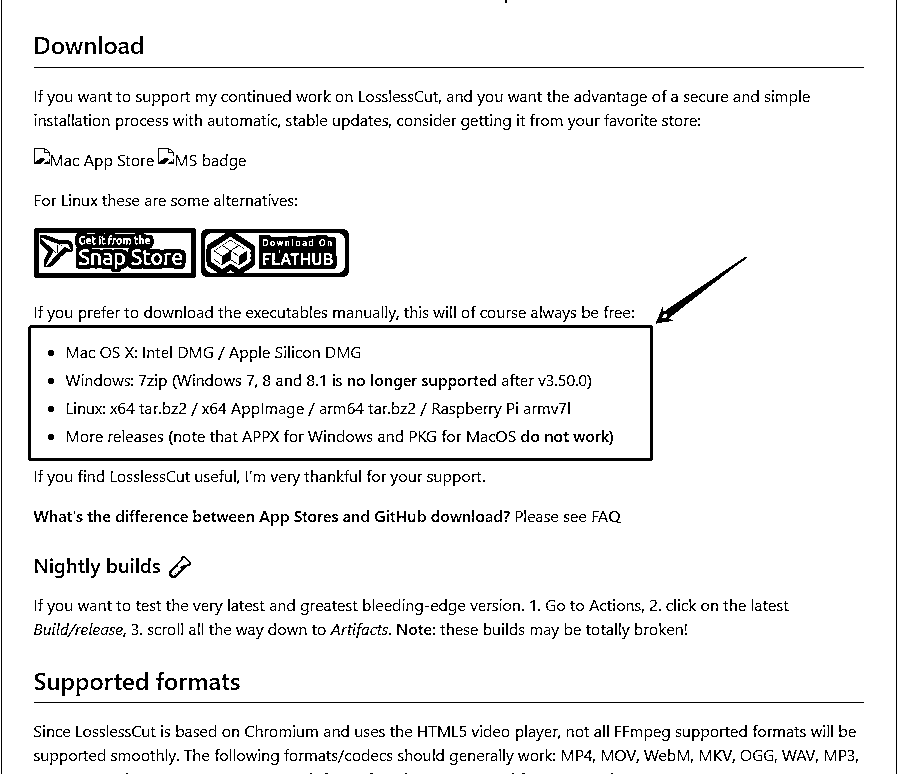 Download
If you want to support my continued work on LosslessCut, and you want the advantage of a secure and simple
installation process with automatic, stable updates, consider getting it from your favorite store:
Mac App Store MS badge
For Linux these are some alternatives:
Get it from the
Snap Store
Download On
FLATHUB
If you prefer to download the executables manually, this will of course always be free:
• Mac OS X: Intel DMG / Apple Silicon DMG
• Windows: 7zip (Windows 7, 8 and 8.1 is no longer supported after v3.50.0)
• Linux: x64 tar.bz2 / x64 AppImage / arm64 tar.bz2 / Raspberry Pi armv7l
• More releases (note that APPX for Windows and PKG for MacOS do not work)
If you find LosslessCut useful, I'm very thankful for your support.
What's the difference between App Stores and GitHub download? Please see FAQ
Nightly builds
If you want to test the very latest and greatest bleeding-edge version. 1. Go to Actions, 2. click on the latest
Build/release, 3. scroll all the way down to Artifacts. Note: these builds may be totally broken!
Supported formats
Since LosslessCut is based on Chromium and uses the HTML5 video player, not all FFmpeg supported formats will be
supported smoothly. The following formats/codecs should generally work: MP4, MOV, WebM, MKV, OGG, WAV, MP3,